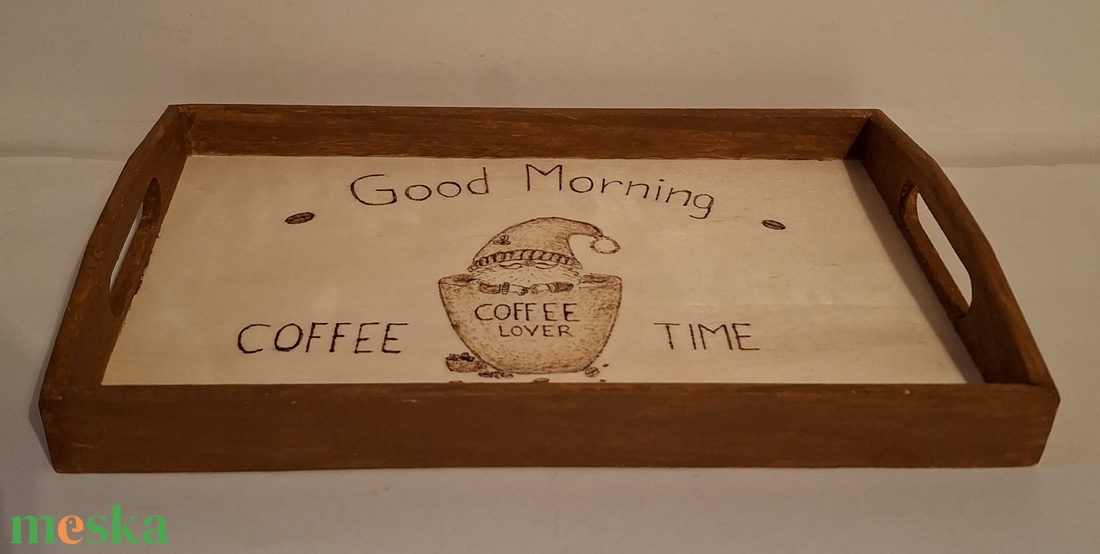 Good Morning
COFFEE
LOVER
COFFEE TIME
meska